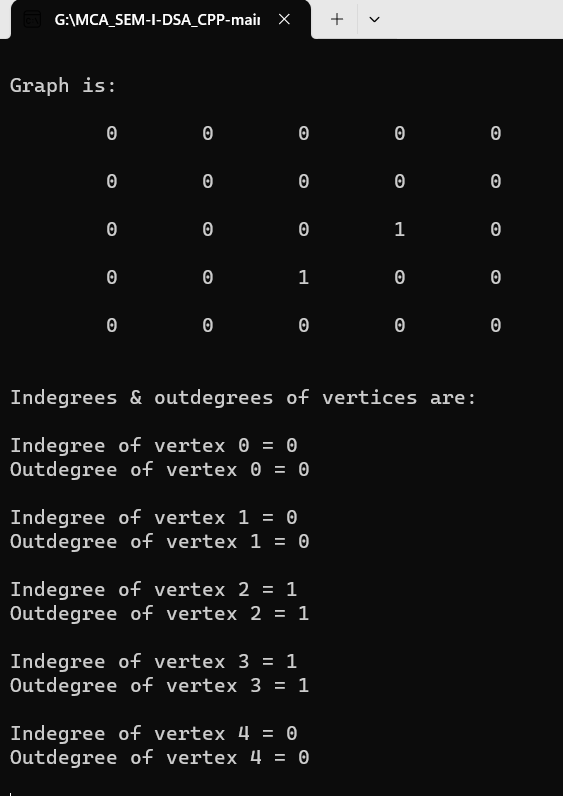 G:\MCA_SEM-I-DSA_CPP-mair
Graph is:
0 0 0 0 0
0 0 0 0 0
0 0 0 1 0
0 0 1 0 0
0 0 0 0 0
Indegrees & outdegrees of vertices are:
Indegree of vertex 0 = 0
Outdegree of vertex 0 = 0
Indegree of vertex 1 = 0
Outdegree of vertex 1 = 0
Indegree of vertex 2 = 1
Outdegree of vertex 2 = 1
Indegree of vertex 3 = 1
Outdegree of vertex 3 = 1
Indegree of vertex 4 = 0
Outdegree of vertex 4 = 0